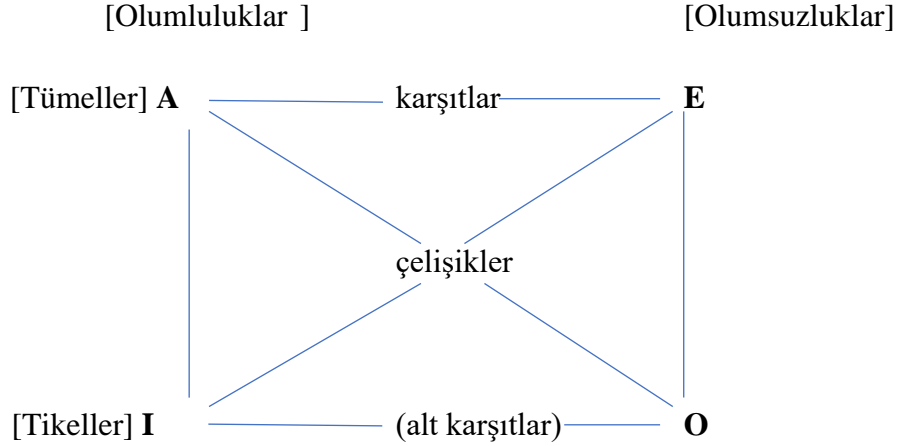 [Olumluluklar ] [Olumsuzluklar]
[Tümeller] A karşıtlar E
çelişikler
[Tikeller] I (alt karşıtlar) O